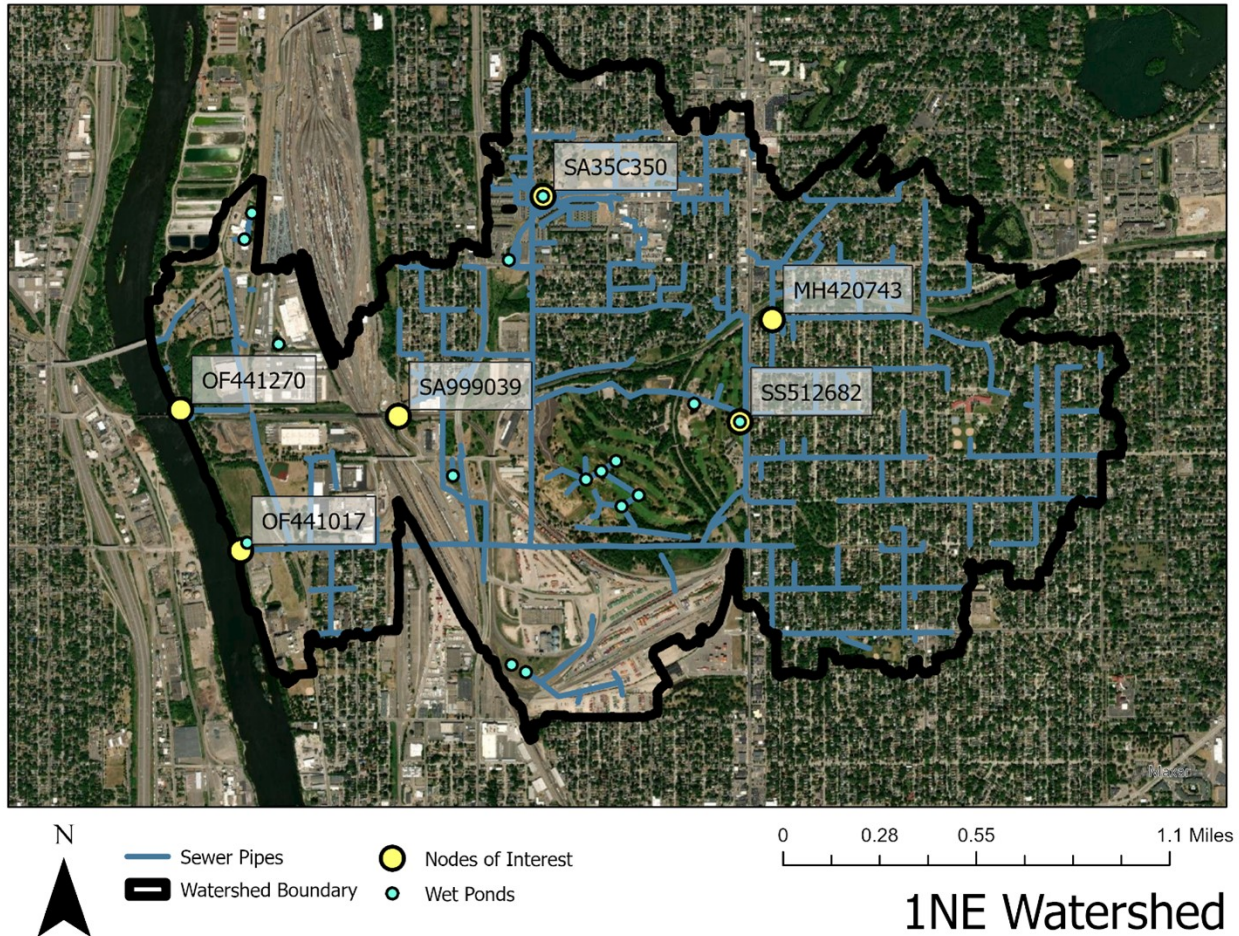 SA35C350
MH420743
OF441270
SA999039
SS512682
OF441017
Maxar
N
Sewer Pipes
Watershed Boundary
Nodes of Interest
Wet Ponds
0 0.28 0.55 1.1 Miles
1NE Watershed